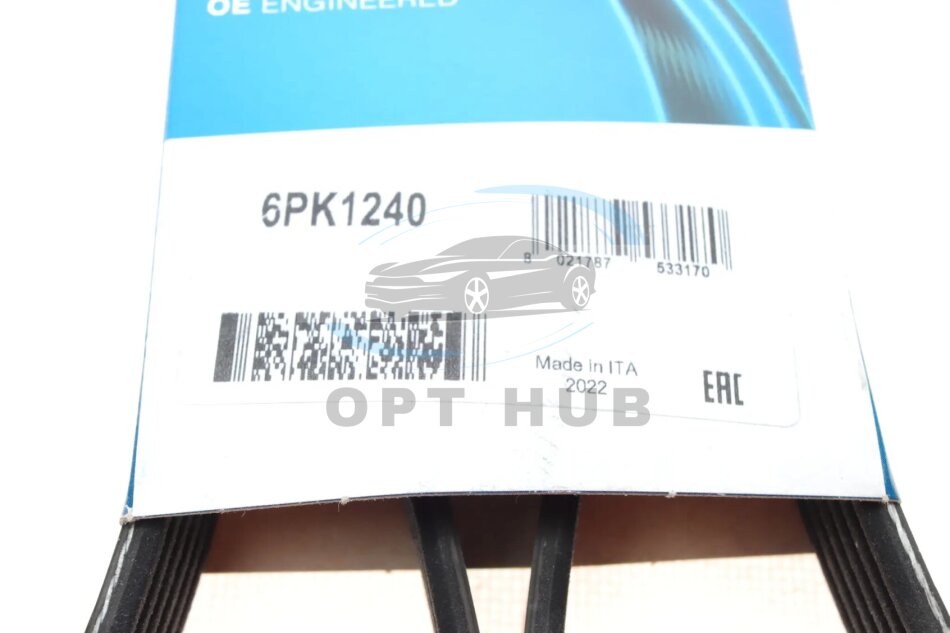 OE ENGINEERED
6PK1240
8 021787 533170
Made in ITA
2022
EAC
OPT HUB